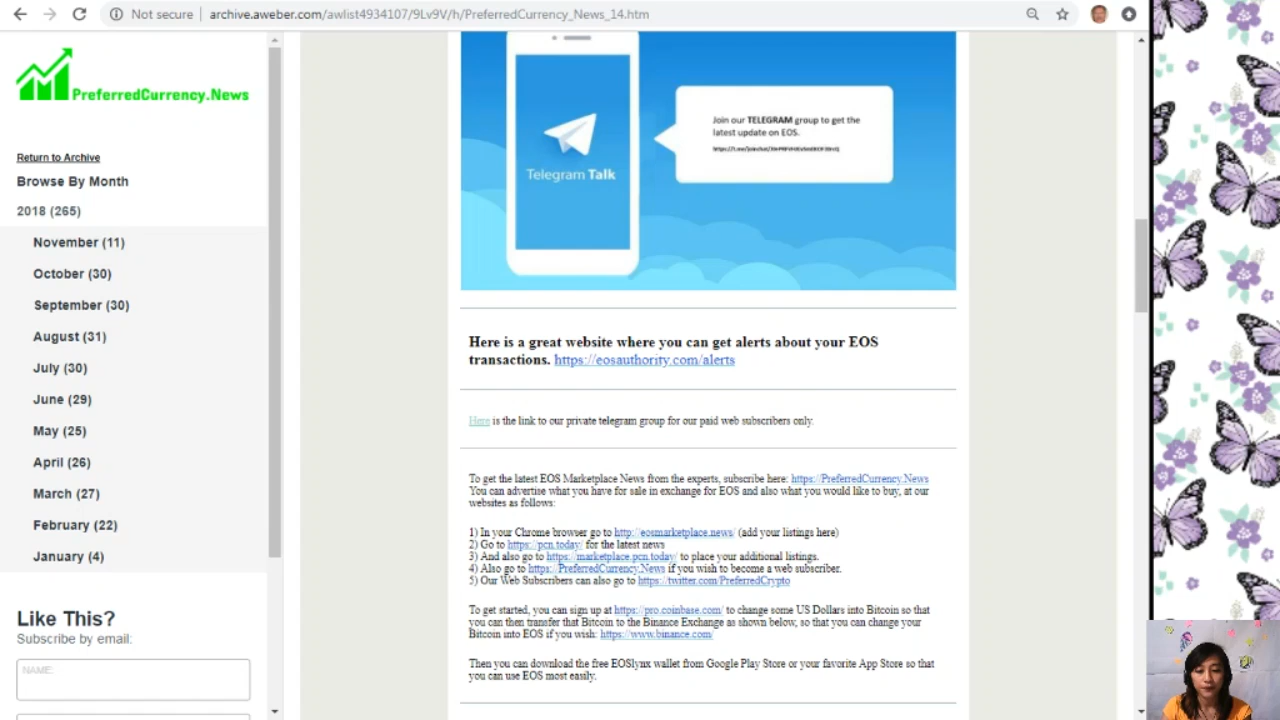 Not secure
archive.aweber.com/awlist4934107/9Lv9V/h/PreferredCurrency_News_14.htm
PreferredCurrency.News
Return to Archive
Browse By Month
2018 (265)
November (11)
October (30)
September (30)
August (31)
July (30)
June (29)
May (25)
April (26)
March (27)
February (22)
January (4)
Like This?
Subscribe by email:
NAME:
Telegram Talk
Join our TELEGRAM group to get the
latest update on EOS.
Here is a great website where you can get alerts about your EOS
transactions. https://eosauthority.com/alerts
Here is the link to our private telegram group for our paid web subscribers only.
To get the latest EOS Marketplace News from the experts, subscribe here: https://PreferredCurrency.News
You can advertise what you have for sale in exchange for EOS and also what you would like to buy, at our
websites as follows:
1) In your Chrome browser go to http://eosmarketplace.news/ (add your listings here)
2) Go to https://pcn.today/ for the latest news
3) And also go to https://marketplace.pcn.today/ to place your additional listings.
4) Also go to https://PreferredCurrency.News if you wish to become a web subscriber.
5) Our Web Subscribers can also go to https://twitter.com/PreferredCrypto
To get started, you can sign up at https://pro.coinbase.com/ to change some US Dollars into Bitcoin so that
you can then transfer that Bitcoin to the Binance Exchange as shown below, so that you can change your
Bitcoin into EOS if you wish: https://www.binance.com/
Then you can download the free EOSlynx wallet from Google Play Store or your favorite App Store so that
you can use EOS most easily.